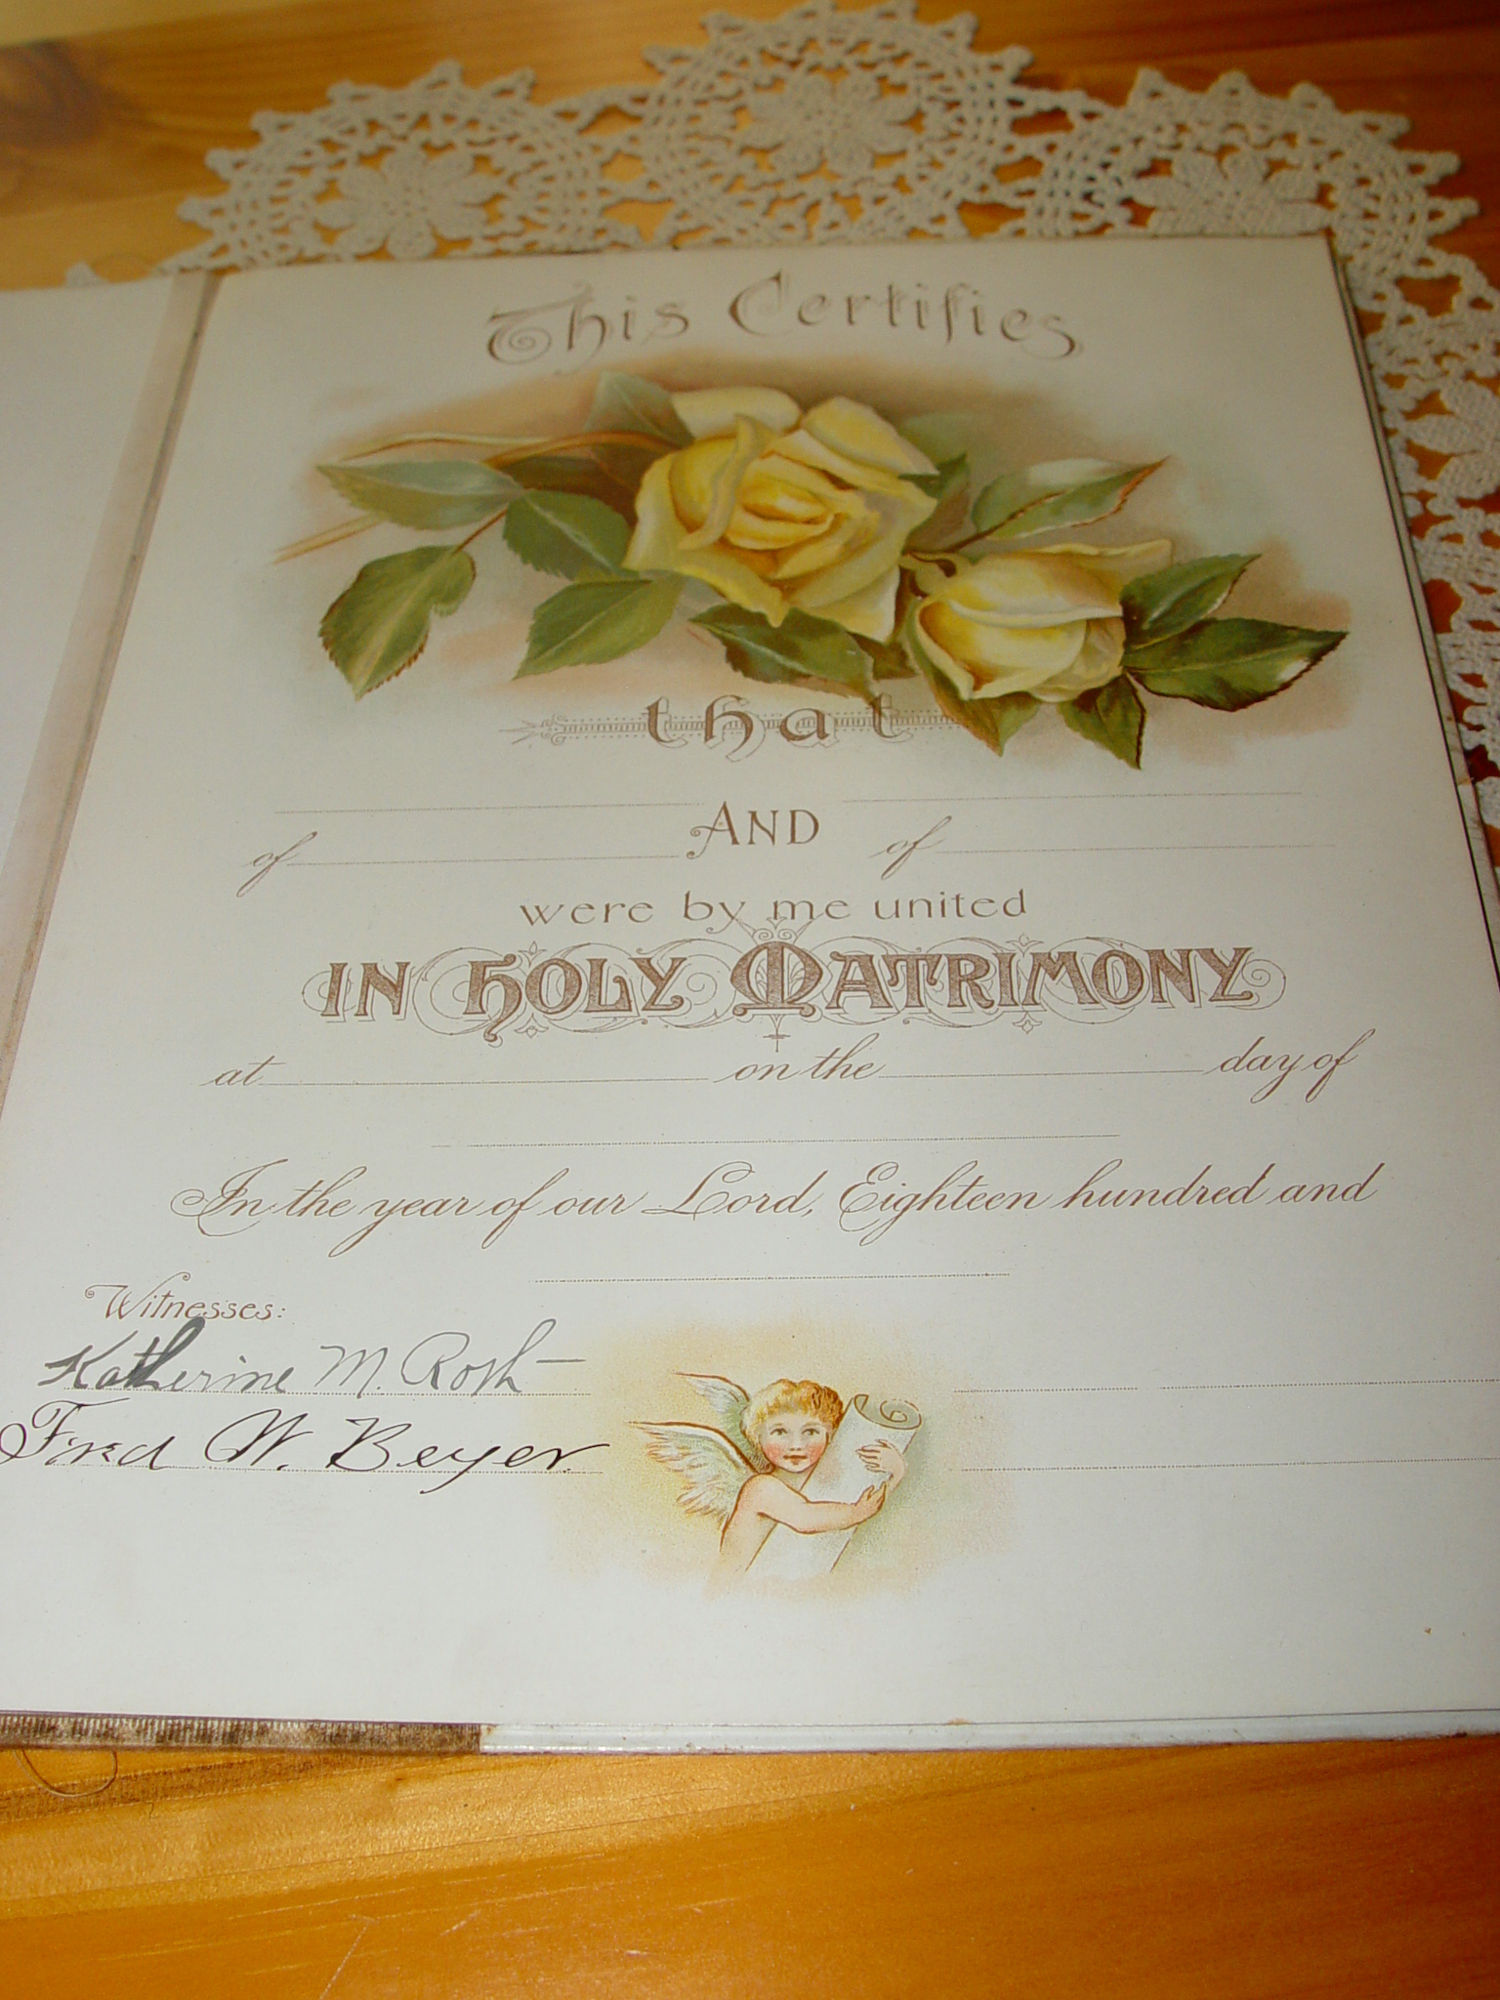 This Certifies
that
AND
of of
were by me united
IN HOLY MATRIMONY
at on the day of
In the year of our Lord, Eighteen hundred and
Witnesses:
Katherine M.
Fred W. Beyer